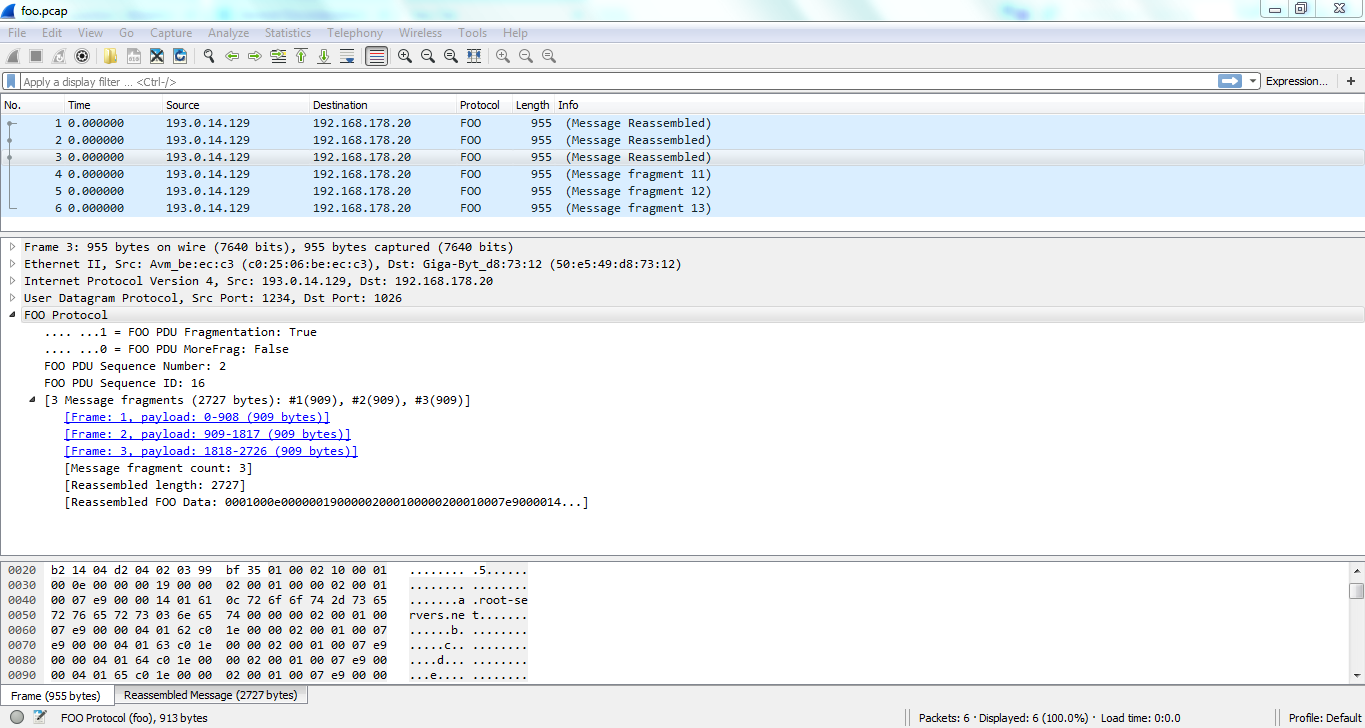 foo.pcap
File Edit View Go Capture Analyze Statistics Telephony Wireless Tools Help
Apply a display filter ... <Ctrl-/> Expression... +
No. Time Source Destination Protocol Length Info
1 0.000000 193.0.14.129 192.168.178.20 FOO 955 (Message Reassembled)
2 0.000000 193.0.14.129 192.168.178.20 FOO 955 (Message Reassembled)
3 0.000000 193.0.14.129 192.168.178.20 FOO 955 (Message Reassembled)
4 0.000000 193.0.14.129 192.168.178.20 FOO 955 (Message fragment 11)
5 0.000000 193.0.14.129 192.168.178.20 FOO 955 (Message fragment 12)
6 0.000000 193.0.14.129 192.168.178.20 FOO 955 (Message fragment 13)
Frame 3: 955 bytes on wire (7640 bits), 955 bytes captured (7640 bits)
Ethernet II, Src: Avm_be:ec:c3 (c0:25:06:be:ec:c3), Dst: Giga-Byt_d8:73:12 (50:e5:49:d8:73:12)
Internet Protocol Version 4, Src: 193.0.14.129, Dst: 192.168.178.20
User Datagram Protocol, Src Port: 1234, Dst Port: 1026
FOO Protocol
.... ...1 = FOO PDU Fragmentation: True
.... ...0 = FOO PDU MoreFrag: False
FOO PDU Sequence Number: 2
FOO PDU Sequence ID: 16
[3 Message fragments (2727 bytes): #1(909), #2(909), #3(909)]
[Frame: 1, payload: 0-908 (909 bytes)]
[Frame: 2, payload: 909-1817 (909 bytes)]
[Frame: 3, payload: 1818-2726 (909 bytes)]
[Message fragment count: 3]
[Reassembled length: 2727]
[Reassembled FOO Data: 0001000e00000019000002000100000200010007e9000014...]
0020 b2 14 04 d2 04 02 03 99 bf 35 01 00 02 10 00 01 ........ .5......
0030 00 0e 00 00 00 19 00 00 02 00 01 00 00 02 00 01 ........ ........
0040 00 07 e9 00 00 14 01 61 0c 72 6f 6f 74 2d 73 65 .......a .root-se
0050 72 76 65 72 73 03 6e 65 74 00 00 00 02 00 01 00 rvers.ne t.......
0060 07 e9 00 00 04 01 62 c0 1e 00 00 02 00 01 00 07 ......b. ........
0070 e9 00 00 04 01 63 c0 1e 00 00 02 00 01 00 07 e9 .....c.. ........
0080 00 00 04 01 64 c0 1e 00 00 02 00 01 00 07 e9 00 ....d... ........
0090 00 04 01 65 c0 1e 00 00 02 00 01 00 07 e9 00 00 ...e.... ........
Frame (955 bytes) Reassembled Message (2727 bytes)
FOO Protocol (foo), 913 bytes Packets: 6 · Displayed: 6 (100.0%) · Load time: 0:0.0 Profile: Default